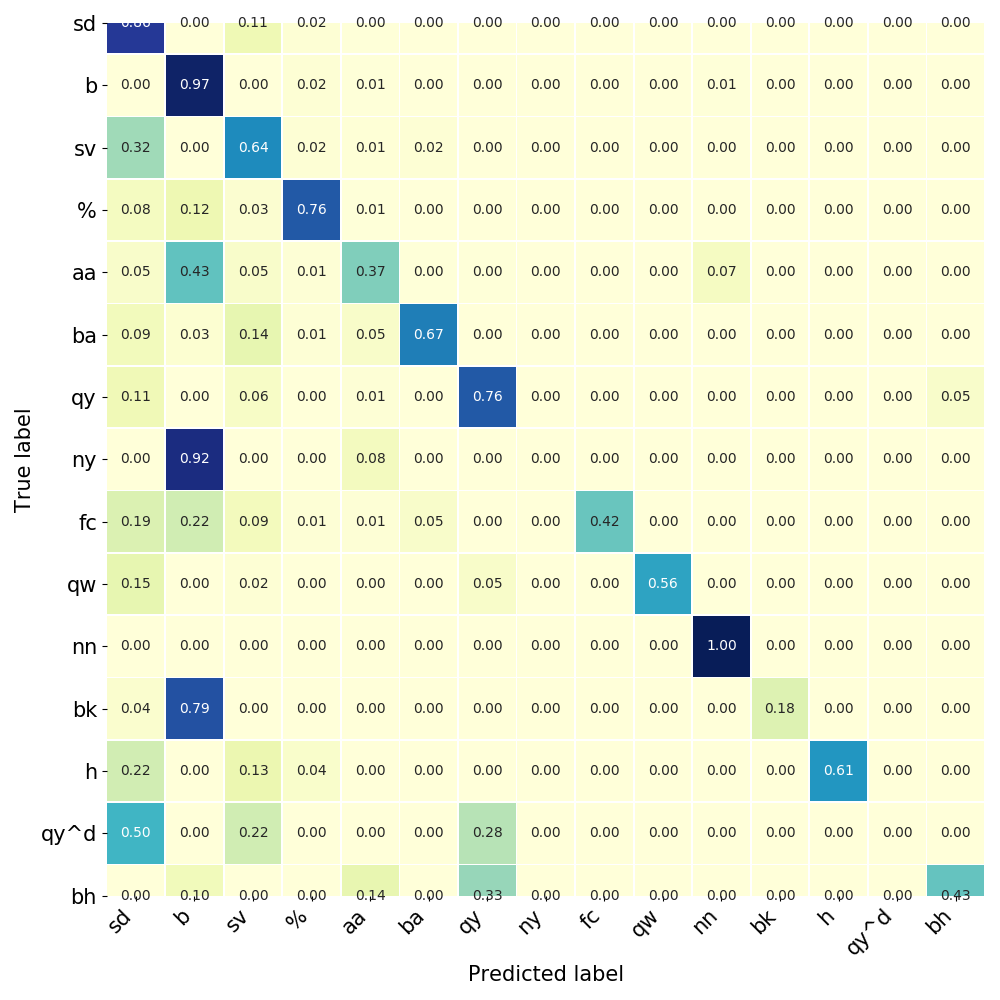 sd 0.86 0.00 0.11 0.02 0.00 0.00 0.00 0.00 0.00 0.00 0.00 0.00 0.00 0.00 0.00
b 0.00 0.97 0.00 0.02 0.01 0.00 0.00 0.00 0.00 0.00 0.01 0.00 0.00 0.00 0.00
sv 0.32 0.00 0.64 0.02 0.01 0.02 0.00 0.00 0.00 0.00 0.00 0.00 0.00 0.00 0.00
% 0.08 0.12 0.03 0.76 0.01 0.00 0.00 0.00 0.00 0.00 0.00 0.00 0.00 0.00 0.00
aa 0.05 0.43 0.05 0.01 0.37 0.00 0.00 0.00 0.00 0.00 0.07 0.00 0.00 0.00 0.00
ba 0.09 0.03 0.14 0.01 0.05 0.67 0.00 0.00 0.00 0.00 0.00 0.00 0.00 0.00 0.00
qy 0.11 0.00 0.06 0.00 0.01 0.00 0.76 0.00 0.00 0.00 0.00 0.00 0.00 0.00 0.05
ny 0.00 0.92 0.00 0.00 0.08 0.00 0.00 0.00 0.00 0.00 0.00 0.00 0.00 0.00 0.00
fc 0.19 0.22 0.09 0.01 0.01 0.05 0.00 0.00 0.42 0.00 0.00 0.00 0.00 0.00 0.00
qw 0.15 0.00 0.02 0.00 0.00 0.00 0.05 0.00 0.00 0.56 0.00 0.00 0.00 0.00 0.00
nn 0.00 0.00 0.00 0.00 0.00 0.00 0.00 0.00 0.00 0.00 1.00 0.00 0.00 0.00 0.00
bk 0.04 0.79 0.00 0.00 0.00 0.00 0.00 0.00 0.00 0.00 0.00 0.18 0.00 0.00 0.00
h 0.22 0.00 0.13 0.04 0.00 0.00 0.00 0.00 0.00 0.00 0.00 0.00 0.61 0.00 0.00
qy^d 0.50 0.00 0.22 0.00 0.00 0.00 0.28 0.00 0.00 0.00 0.00 0.00 0.00 0.00 0.00
bh 0.00 0.10 0.00 0.00 0.14 0.00 0.33 0.00 0.00 0.00 0.00 0.00 0.00 0.00 0.43
sd b sv % aa ba qy ny fc qw nn bk h qy^d bh
True label
Predicted label